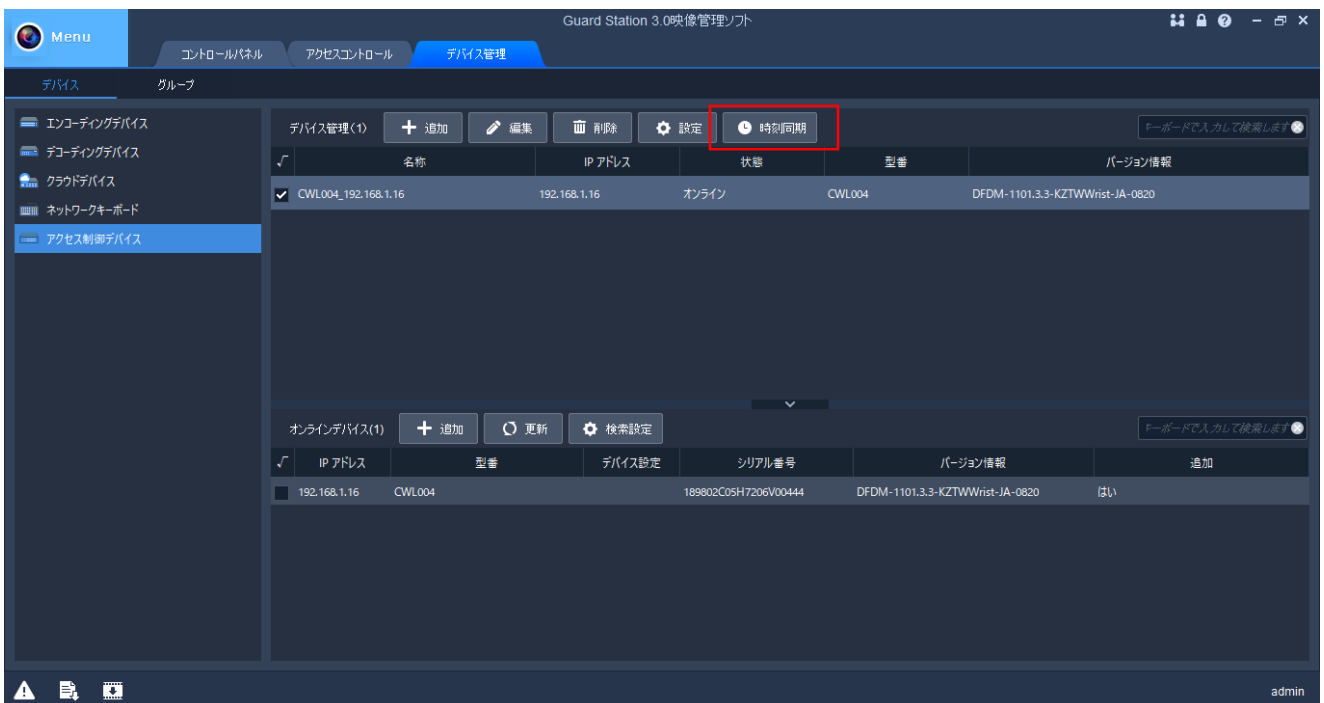 Guard Station 3.0映像管理ソフト
Menu
コントロールパネル アクセスコントロール デバイス管理
デバイス グループ
エンコーディングデバイス
デコーディングデバイス
クラウドデバイス
ネットワークキーボード
アクセス制御デバイス
デバイス管理(1) 追加 編集 削除 設定 時刻同期 キーボードで入力して検索します
√ 名称 IP アドレス 状態 型番 バージョン情報
CWL004_192.168.1.16 192.168.1.16 オンライン CWL004 DFDM-1101.3.3-KZTWWrist-JA-0820
オンラインデバイス(1) 追加 更新 検索設定 キーボードで入力して検索します
√ IP アドレス 型番 デバイス設定 シリアル番号 バージョン情報 追加
192.168.1.16 CWL004 189802C05H7206V00444 DFDM-1101.3.3-KZTWWrist-JA-0820 はい
admin